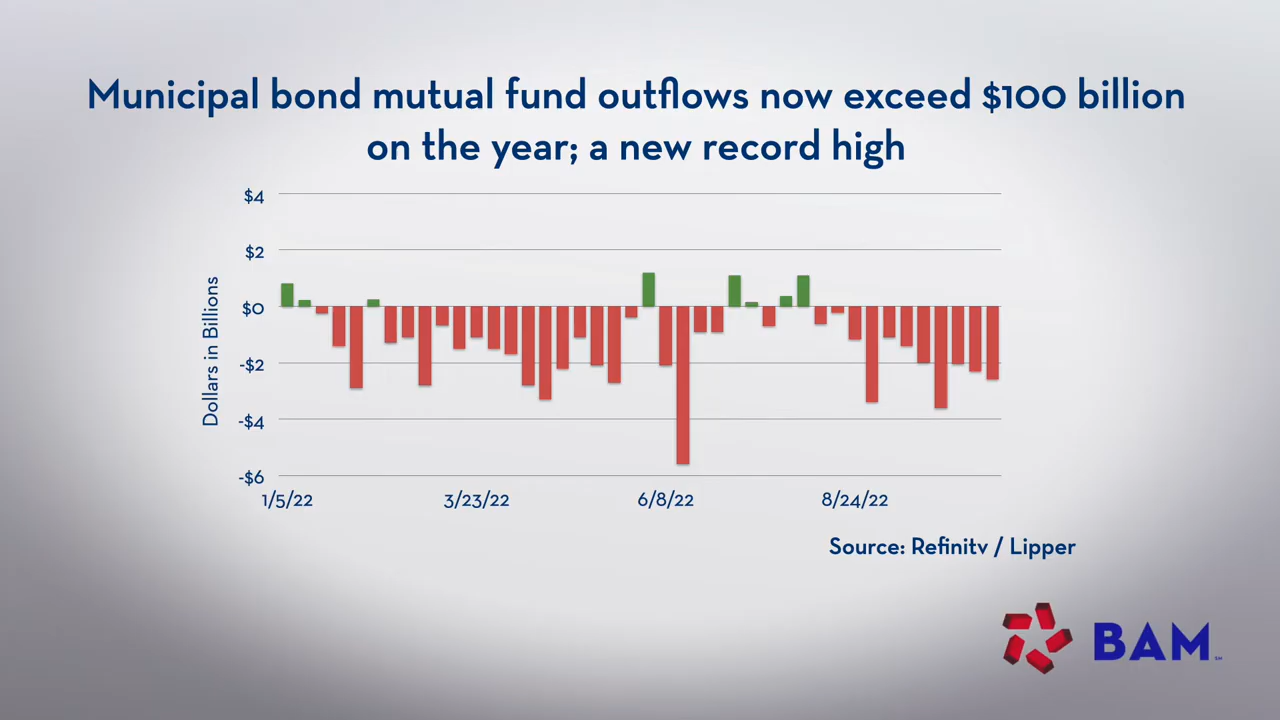 Municipal bond mutual fund outflows now exceed $100 billion
on the year; a new record high
$4
$2
$0
-$2
-$4
-$6
Dollars in Billions
1/5/22 3/23/22 6/8/22 8/24/22
Source: Refinitv / Lipper
BAM